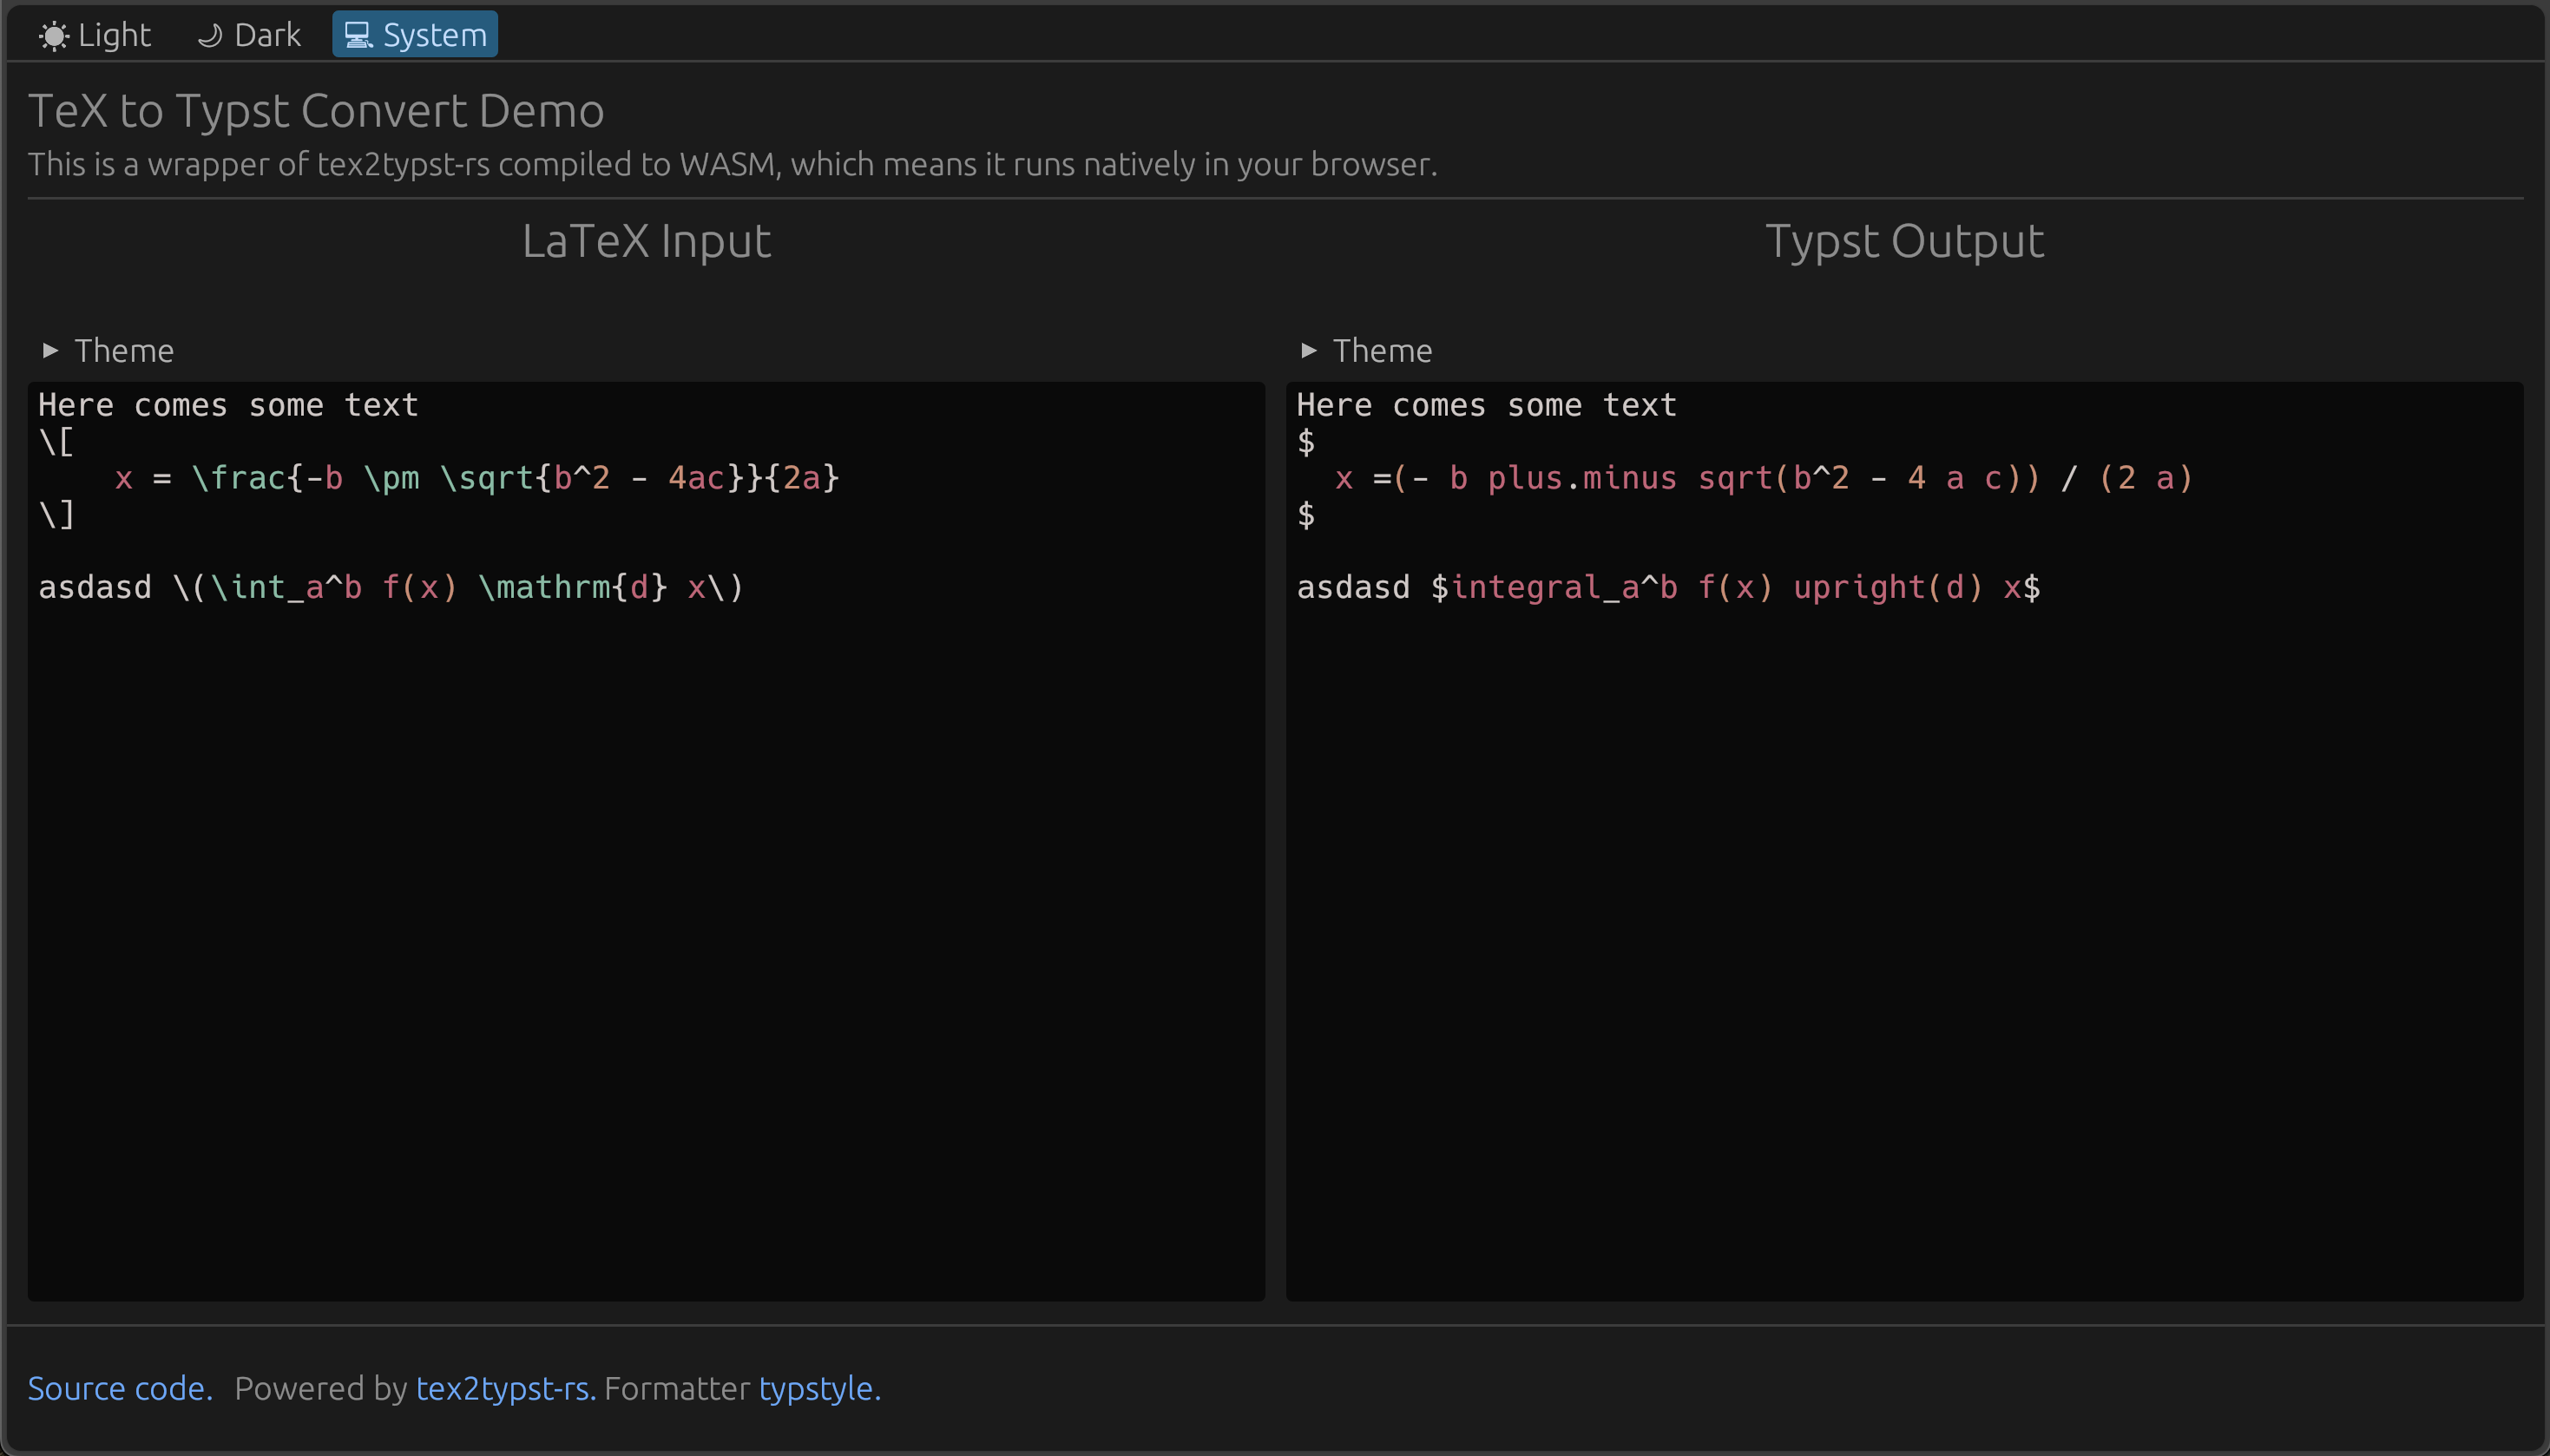 Light Dark System
TeX to Typst Convert Demo
This is a wrapper of tex2typst-rs compiled to WASM, which means it runs natively in your browser.
LaTeX Input
Theme
Here comes some text
\[
    x = \frac{-b \pm \sqrt{b^2 - 4ac}}{2a}
\]
asdasd \(\int_a^b f(x) \mathrm{d} x\)
Typst Output
Theme
Here comes some text
$
  x =(- b plus.minus sqrt(b^2 - 4 a c)) / (2 a)
$
asdasd $integral_a^b f(x) upright(d) x$
Source code. Powered by tex2typst-rs. Formatter typstyle.